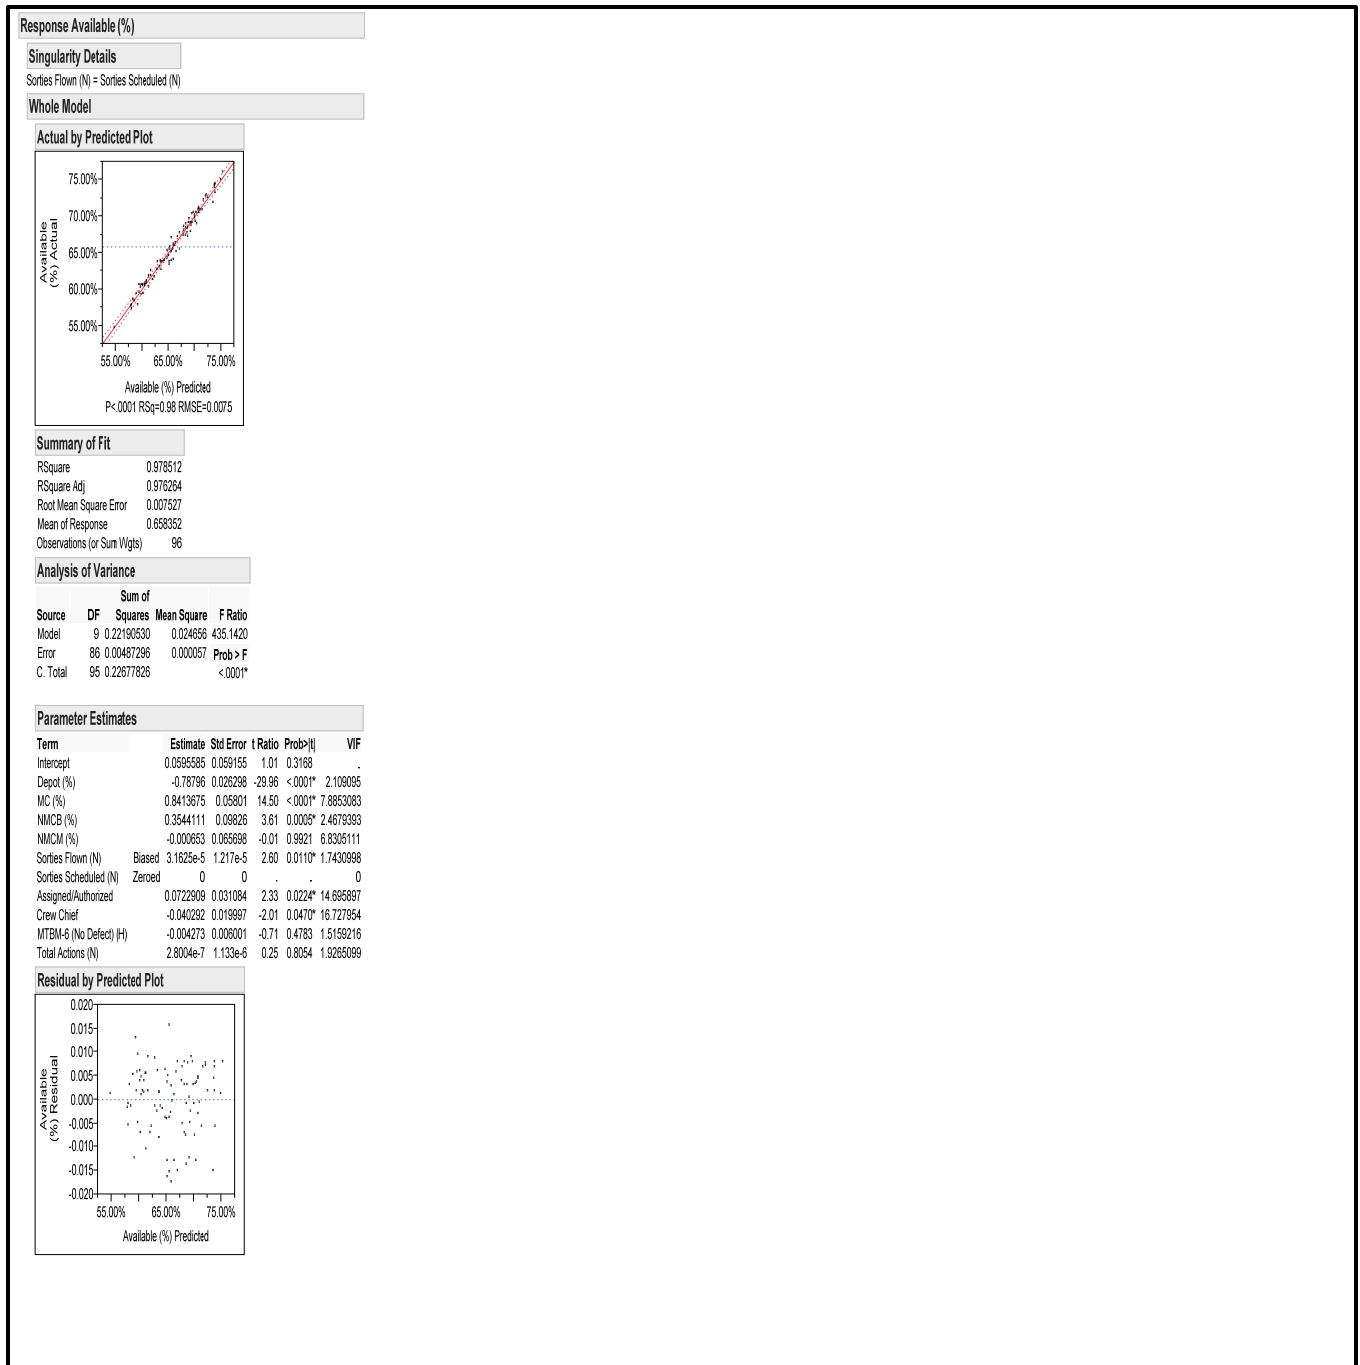 Response Available (%)
Singularity Details
Sorties Flown (N) = Sorties Scheduled (N)
Whole Model
Actual by Predicted Plot
75.00%
70.00%
65.00%
60.00%
55.00%
Available
(%) Actual
55.00% 65.00% 75.00%
Available (%) Predicted
P<.0001 RSq=0.98 RMSE=0.0075
Summary of Fit
RSquare 0.978512
RSquare Adj 0.976264
Root Mean Square Error 0.007527
Mean of Response 0.658352
Observations (or Sum Wgts) 96
Analysis of Variance
Sum of
Source DF Squares Mean Square F Ratio
Model 9 0.22190530 0.024656 435.1420
Error 86 0.00487296 0.000057 Prob > F
C. Total 95 0.22677826 <.0001*
Parameter Estimates
Term Estimate Std Error t Ratio Prob>|t| VIF
Intercept 0.0595585 0.059155 1.01 0.3168 .
Depot (%) -0.78796 0.026298 -29.96 <.0001* 2.109095
MC (%) 0.8413675 0.05801 14.50 <.0001* 7.8853083
NMCB (%) 0.3544111 0.09826 3.61 0.0005* 2.4679393
NMCM (%) -0.000653 0.065698 -0.01 0.9921 6.8305111
Sorties Flown (N) Biased 3.1625e-5 1.217e-5 2.60 0.0110* 1.7430998
Sorties Scheduled (N) Zeroed 0 0 . . 0
Assigned/Authorized 0.0722909 0.031084 2.33 0.0224* 14.695897
Crew Chief -0.040292 0.019997 -2.01 0.0470* 16.727954
MTBM-6 (No Defect) (H) -0.004273 0.006001 -0.71 0.4783 1.5159216
Total Actions (N) 2.8004e-7 1.133e-6 0.25 0.8054 1.9265099
Residual by Predicted Plot
0.020
0.015
0.010
0.005
0.000
-0.005
-0.010
-0.015
-0.020
Available
(%) Residual
55.00% 65.00% 75.00%
Available (%) Predicted